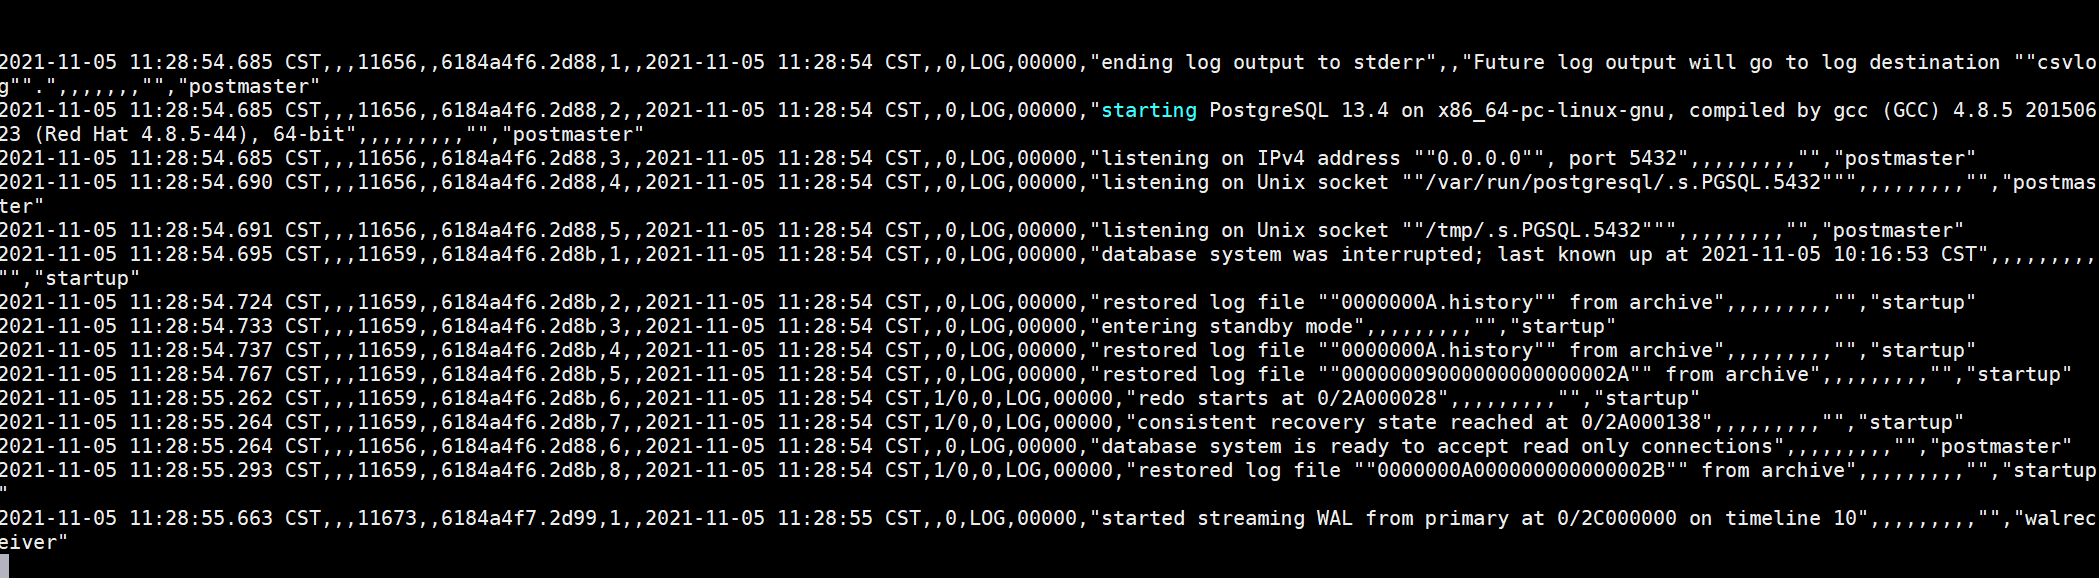 2021-11-05 11:28:54.685 CST,,,11656,,6184a4f6.2d88,1,,2021-11-05 11:28:54 CST,,0,LOG,00000,"ending log output to stderr",,"Future log output will go to log destination ""csvlo
g"".",,,,,,,"","postmaster"
2021-11-05 11:28:54.685 CST,,,11656,,6184a4f6.2d88,2,,2021-11-05 11:28:54 CST,,0,LOG,00000,"starting PostgreSQL 13.4 on x86_64-pc-linux-gnu, compiled by gcc (GCC) 4.8.5 201506
23 (Red Hat 4.8.5-44), 64-bit",,,,,,,,,"","postmaster"
2021-11-05 11:28:54.685 CST,,,11656,,6184a4f6.2d88,3,,2021-11-05 11:28:54 CST,,0,LOG,00000,"listening on IPv4 address ""0.0.0.0"", port 5432",,,,,,,,,"","postmaster"
2021-11-05 11:28:54.690 CST,,,11656,,6184a4f6.2d88,4,,2021-11-05 11:28:54 CST,,0,LOG,00000,"listening on Unix socket ""/var/run/postgresql/.s.PGSQL.5432""",,,,,,,,,"","postmas
ter"
2021-11-05 11:28:54.691 CST,,,11656,,6184a4f6.2d88,5,,2021-11-05 11:28:54 CST,,0,LOG,00000,"listening on Unix socket ""/tmp/.s.PGSQL.5432""",,,,,,,,,"","postmaster"
2021-11-05 11:28:54.695 CST,,,11659,,6184a4f6.2d8b,1,,2021-11-05 11:28:54 CST,,0,LOG,00000,"database system was interrupted; last known up at 2021-11-05 10:16:53 CST",,,,,,,,,
"","startup"
2021-11-05 11:28:54.724 CST,,,11659,,6184a4f6.2d8b,2,,2021-11-05 11:28:54 CST,,0,LOG,00000,"restored log file ""0000000A.history"" from archive",,,,,,,,,"","startup"
2021-11-05 11:28:54.733 CST,,,11659,,6184a4f6.2d8b,3,,2021-11-05 11:28:54 CST,,0,LOG,00000,"entering standby mode",,,,,,,,,"","startup"
2021-11-05 11:28:54.737 CST,,,11659,,6184a4f6.2d8b,4,,2021-11-05 11:28:54 CST,,0,LOG,00000,"restored log file ""0000000A.history"" from archive",,,,,,,,,"","startup"
2021-11-05 11:28:54.767 CST,,,11659,,6184a4f6.2d8b,5,,2021-11-05 11:28:54 CST,,0,LOG,00000,"restored log file ""00000009000000000000002A"" from archive",,,,,,,,,"","startup"
2021-11-05 11:28:55.262 CST,,,11659,,6184a4f6.2d8b,6,,2021-11-05 11:28:54 CST,1/0,0,LOG,00000,"redo starts at 0/2A000028",,,,,,,,,"","startup"
2021-11-05 11:28:55.264 CST,,,11659,,6184a4f6.2d8b,7,,2021-11-05 11:28:54 CST,1/0,0,LOG,00000,"consistent recovery state reached at 0/2A000138",,,,,,,,,"","startup"
2021-11-05 11:28:55.264 CST,,,11656,,6184a4f6.2d88,6,,2021-11-05 11:28:54 CST,,0,LOG,00000,"database system is ready to accept read only connections",,,,,,,,,"","postmaster"
2021-11-05 11:28:55.293 CST,,,11659,,6184a4f6.2d8b,8,,2021-11-05 11:28:54 CST,1/0,0,LOG,00000,"restored log file ""0000000A000000000000002B"" from archive",,,,,,,,,"","startup
"
2021-11-05 11:28:55.663 CST,,,11673,,6184a4f7.2d99,1,,2021-11-05 11:28:55 CST,,0,LOG,00000,"started streaming WAL from primary at 0/2C000000 on timeline 10",,,,,,,,,"","walrec
eiver"